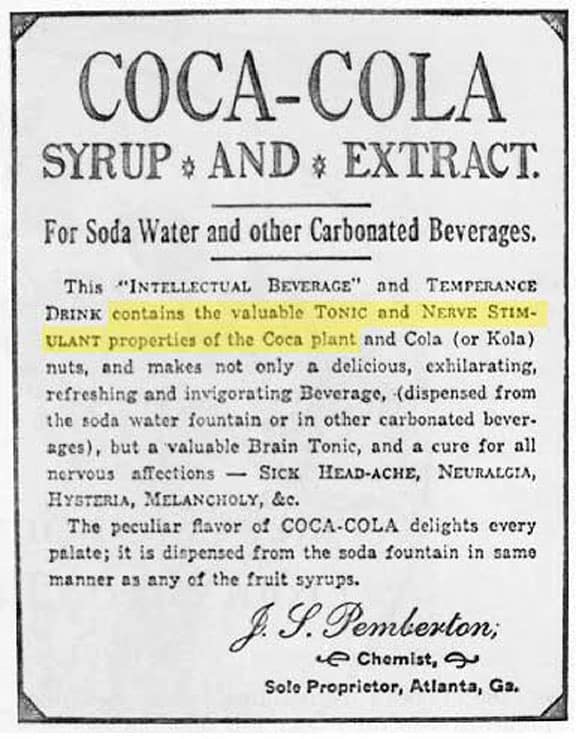 COCA-COLA
SYRUP * AND * EXTRACT.
For Soda Water and other Carbonated Beverages.
This "INTELLECTUAL BEVERAGE" and TEMPERANCE
DRINK contains the valuable TONIC and NERVE STIM-
ULANT properties of the Coca plant and Cola (or Kola)
nuts, and makes not only a delicious, exhilarating,
refreshing and invigorating Beverage, (dispensed from
the soda water fountain or in other carbonated bever-
ages), but a valuable Brain Tonic, and a cure for all
nervous affections — SICK HEAD-ACHE, NEURALGIA,
HYSTERIA, MELANCHOLY, &c.
The peculiar flavor of COCA-COLA delights every
palate; it is dispensed from the soda fountain in same
manner as any of the fruit syrups.
J. S. Pemberton;
Chemist,
Sole Proprietor, Atlanta, Ga.